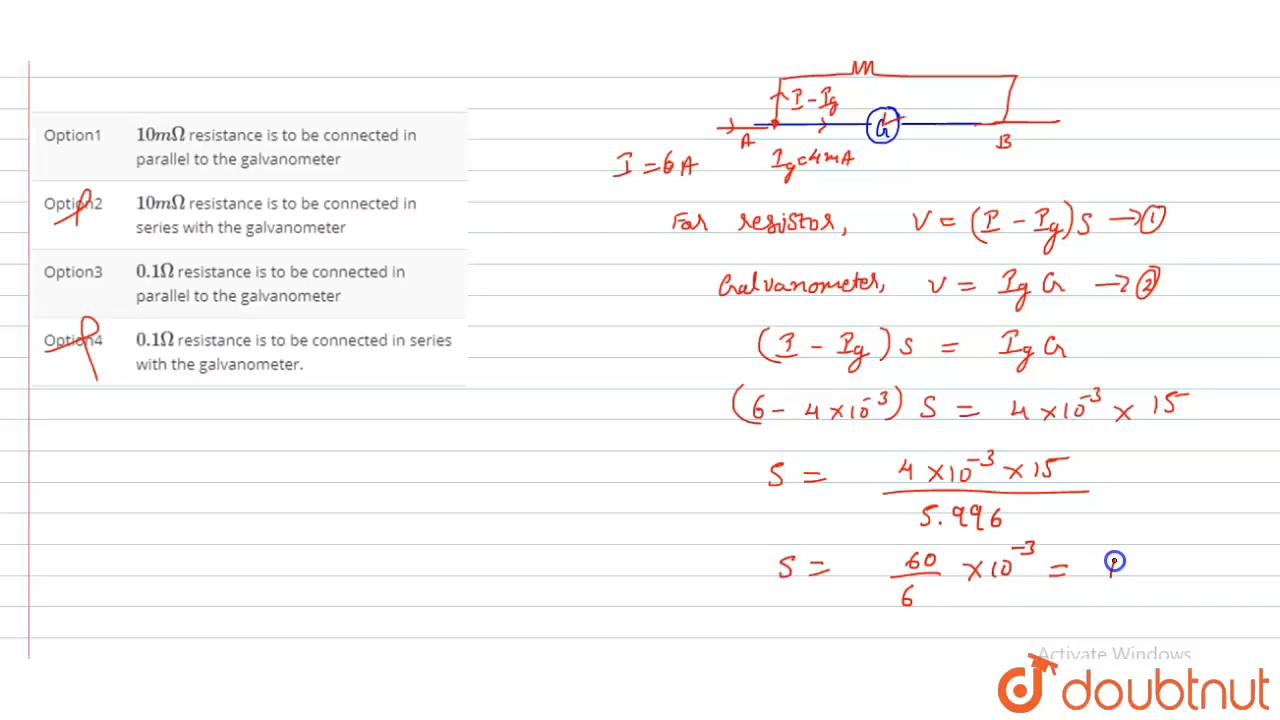 Option1 10mΩ resistance is to be connected in
parallel to the galvanometer
Option2 10mΩ resistance is to be connected in
series with the galvanometer
Option3 0.1Ω resistance is to be connected in
parallel to the galvanometer
Option4 0.1Ω resistance is to be connected in series
with the galvanometer.
I - Ig
A G B
I = 6A Ig = 4mA
For resistor, V = (I - Ig) S → ①
Galvanometer, V = Ig G → ②
(I - Ig) S = Ig G
(6 - 4 × 10⁻³) S = 4 × 10⁻³ × 15
S = 4 × 10⁻³ × 15
5.996
S = 60 × 10⁻³ = 1
6
Activate Windows
doubtnut